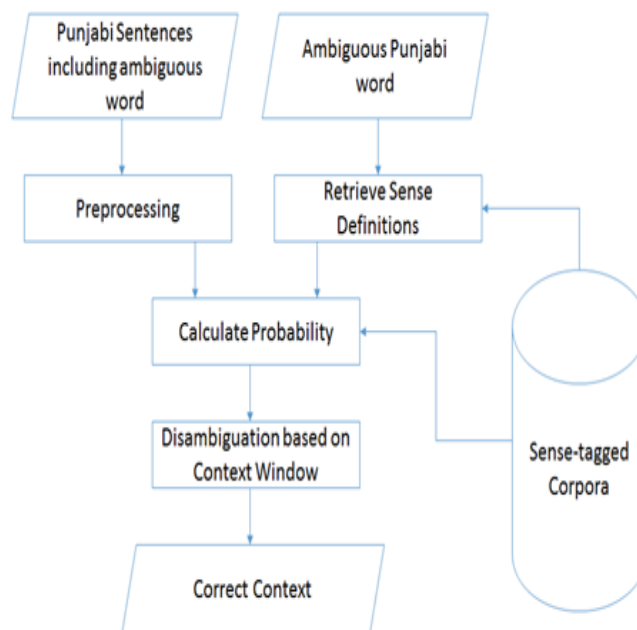 Punjabi Sentences
including ambiguous
word
Ambiguous Punjabi
word
Preprocessing
Retrieve Sense
Definitions
Calculate Probability
Disambiguation based on
Context Window
Sense-tagged
Corpora
Correct Context